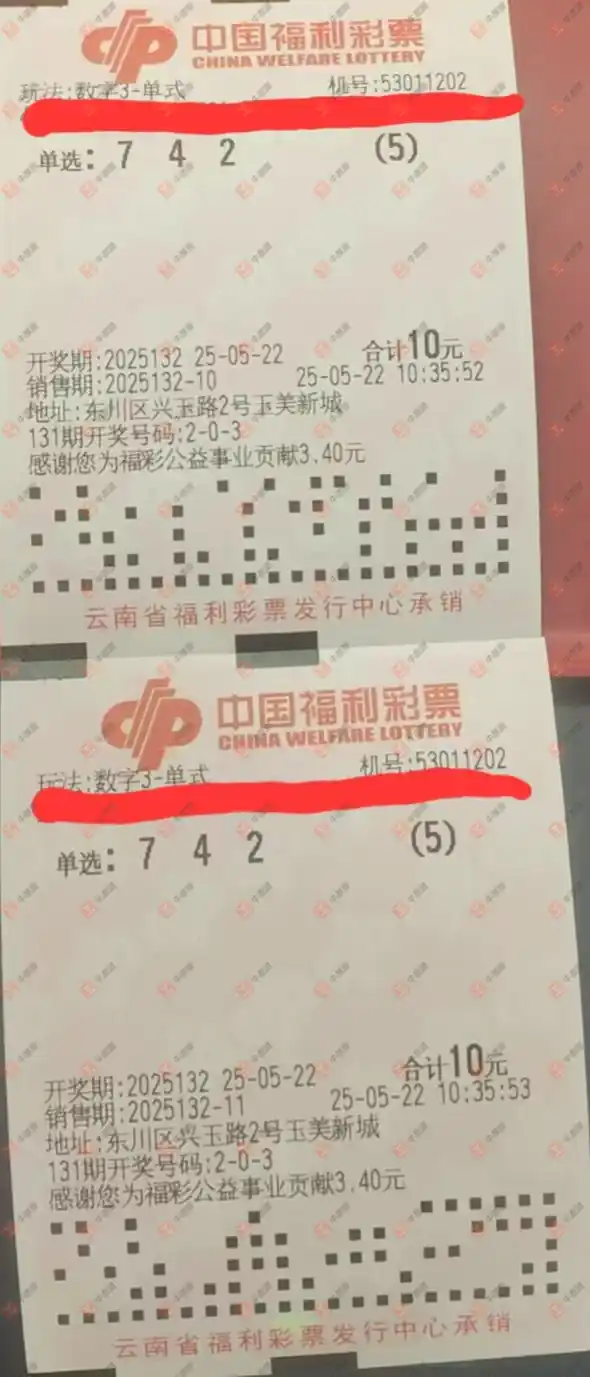 中国福利彩票
CHINA WELFARE LOTTERY
玩法:数字3-单式 机号:53011202
单选: 7 4 2 (5)
开奖期:2025132 25-05-22 合计10元
销售期:2025132-10 25-05-22 10:35:52
地址:东川区兴玉路2号玉美新城
131期开奖号码:2-0-3
感谢您为福彩公益事业贡献3.40元
云南省福利彩票发行中心承销
中国福利彩票
CHINA WELFARE LOTTERY
玩法:数字3-单式 机号:53011202
单选: 7 4 2 (5)
开奖期:2025132 25-05-22 合计10元
销售期:2025132-11 25-05-22 10:35:53
地址:东川区兴玉路2号玉美新城
131期开奖号码:2-0-3
感谢您为福彩公益事业贡献3.40元
云南省福利彩票发行中心承销